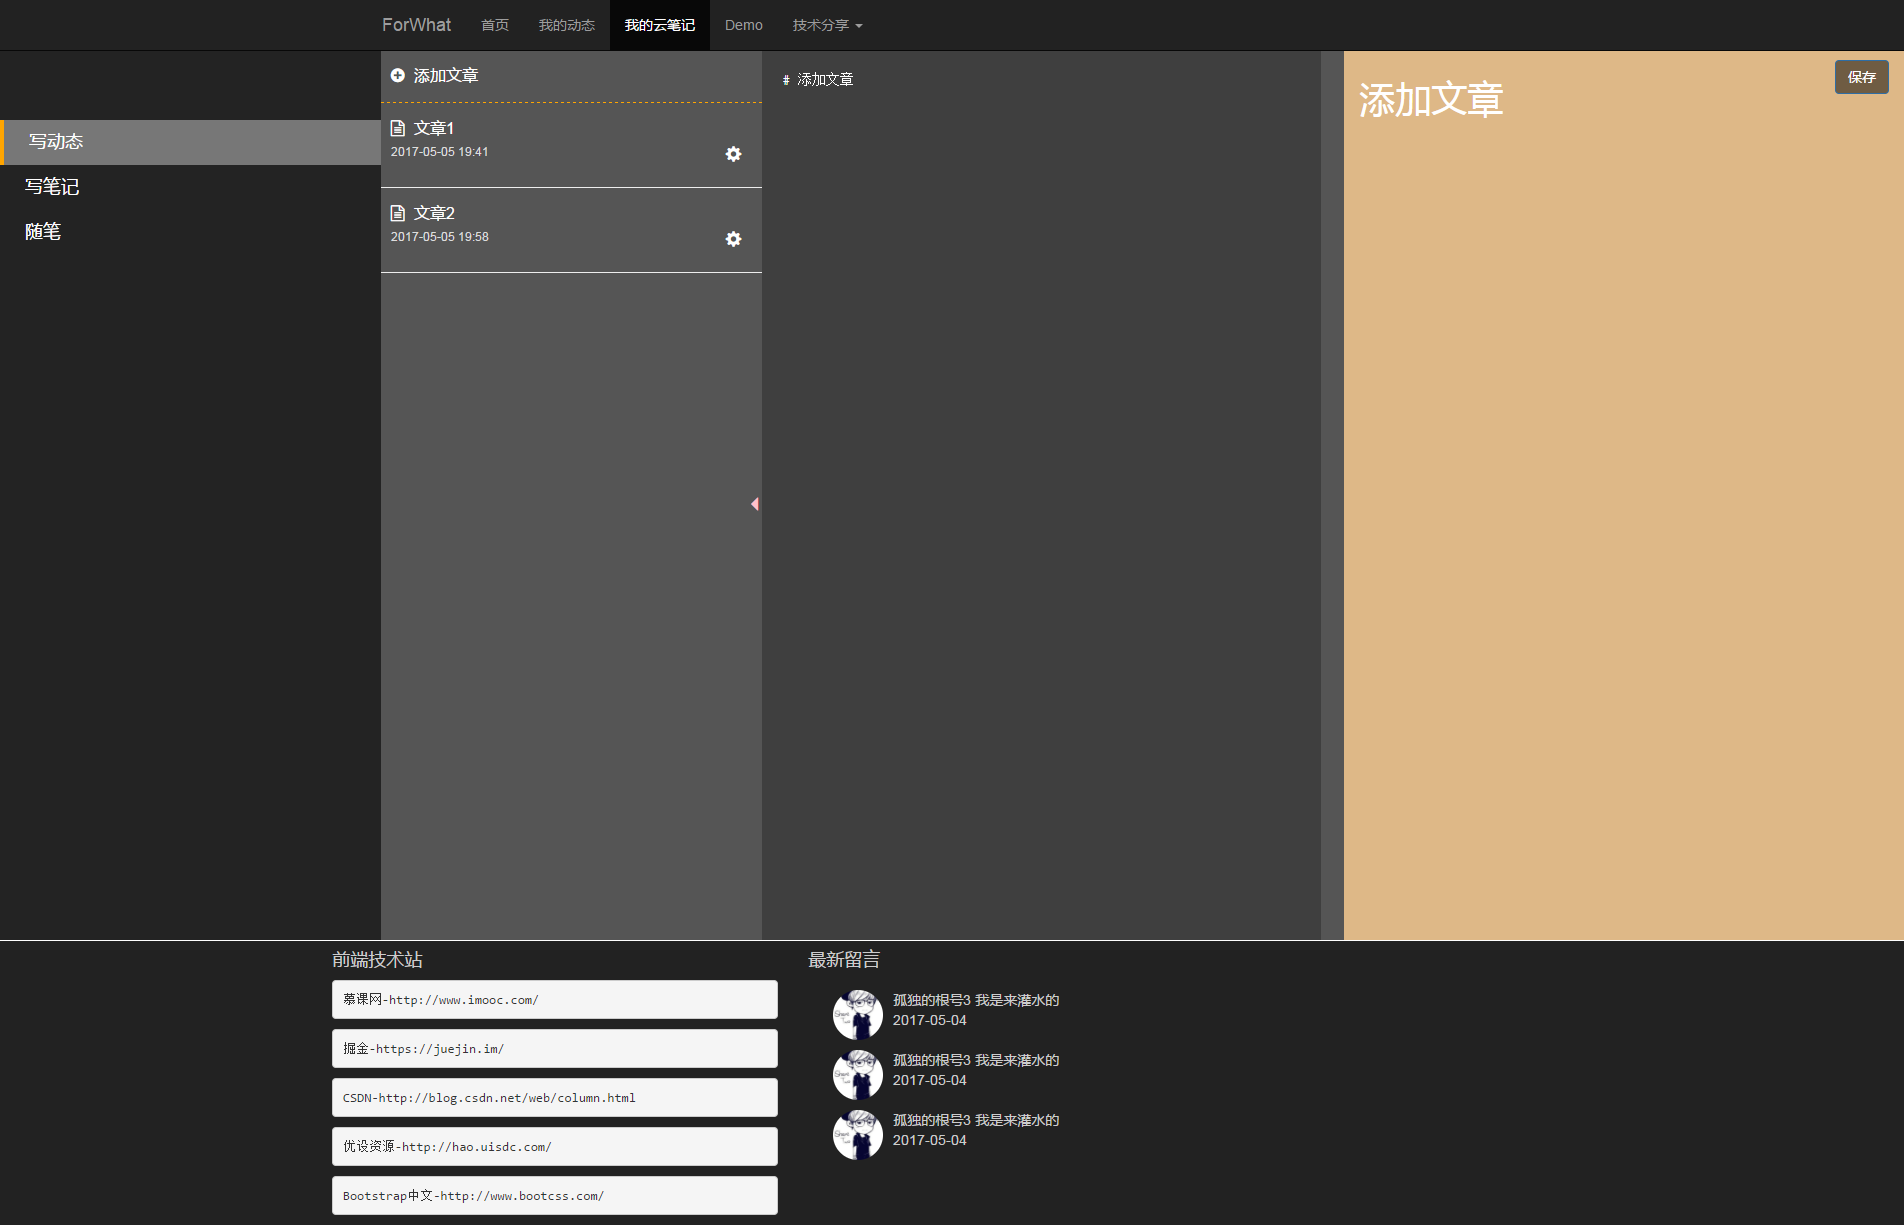 ForWhat 首页 我的动态 我的云笔记 Demo 技术分享
写动态
写笔记
随笔
添加文章
文章1
2017-05-05 19:41
文章2
2017-05-05 19:58
# 添加文章
添加文章
保存
前端技术站
慕课网-http://www.imooc.com/
掘金-https://juejin.im/
CSDN-http://blog.csdn.net/web/column.html
优设资源-http://hao.uisdc.com/
Bootstrap中文-http://www.bootcss.com/
最新留言
孤独的根号3 我是来灌水的
2017-05-04
孤独的根号3 我是来灌水的
2017-05-04
孤独的根号3 我是来灌水的
2017-05-04